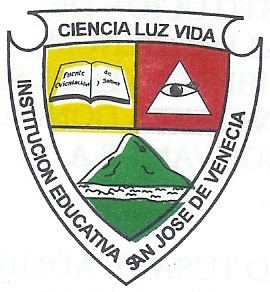 CIENCIA LUZ VIDA
Fuente de
Orientación y Saber
INSTITUCION EDUCATIVA SAN JOSE DE VENECIA